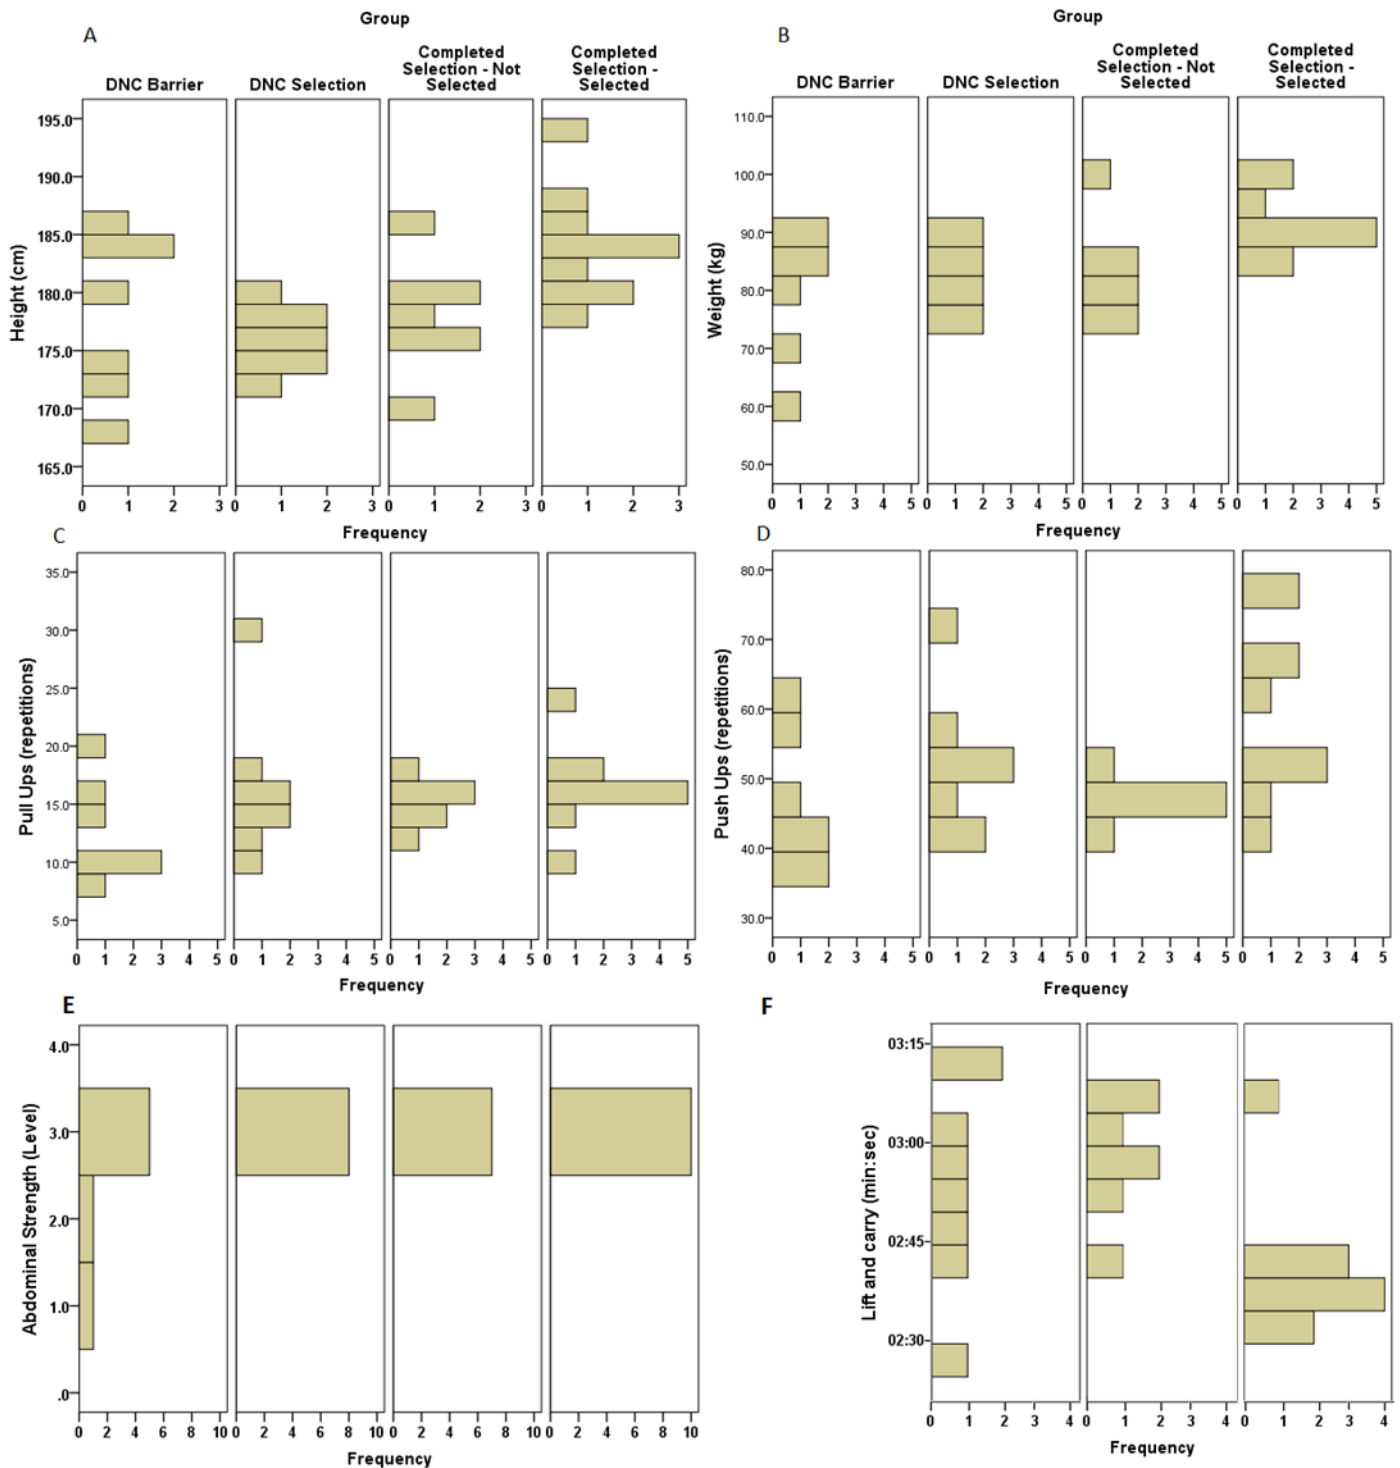 A
Group
DNC Barrier
DNC Selection
Completed
Selection - Not
Selected
Completed
Selection -
Selected
Height (cm)
195.0
190.0
185.0
180.0
175.0
170.0
165.0
0 1 2 3
0 1 2 3
0 1 2 3
0 1 2 3
Frequency
B
Group
DNC Barrier
DNC Selection
Completed
Selection - Not
Selected
Completed
Selection -
Selected
Weight (kg)
110.0
100.0
90.0
80.0
70.0
60.0
50.0
0 1 2 3 4 5
0 1 2 3 4 5
0 1 2 3 4 5
0 1 2 3 4 5
Frequency
C
Pull Ups (repetitions)
35.0
30.0
25.0
20.0
15.0
10.0
5.0
0 1 2 3 4 5
0 1 2 3 4 5
0 1 2 3 4 5
0 1 2 3 4 5
Frequency
D
Push Ups (repetitions)
80.0
70.0
60.0
50.0
40.0
30.0
0 1 2 3 4 5
0 1 2 3 4 5
0 1 2 3 4 5
0 1 2 3 4 5
Frequency
E
Abdominal Strength (Level)
4.0
3.0
2.0
1.0
.0
0 2 4 6 8 10
0 2 4 6 8 10
0 2 4 6 8 10
0 2 4 6 8 10
Frequency
F
Lift and carry (min:sec)
03:15
03:00
02:45
02:30
0 1 2 3 4
0 1 2 3 4
0 1 2 3 4
Frequency